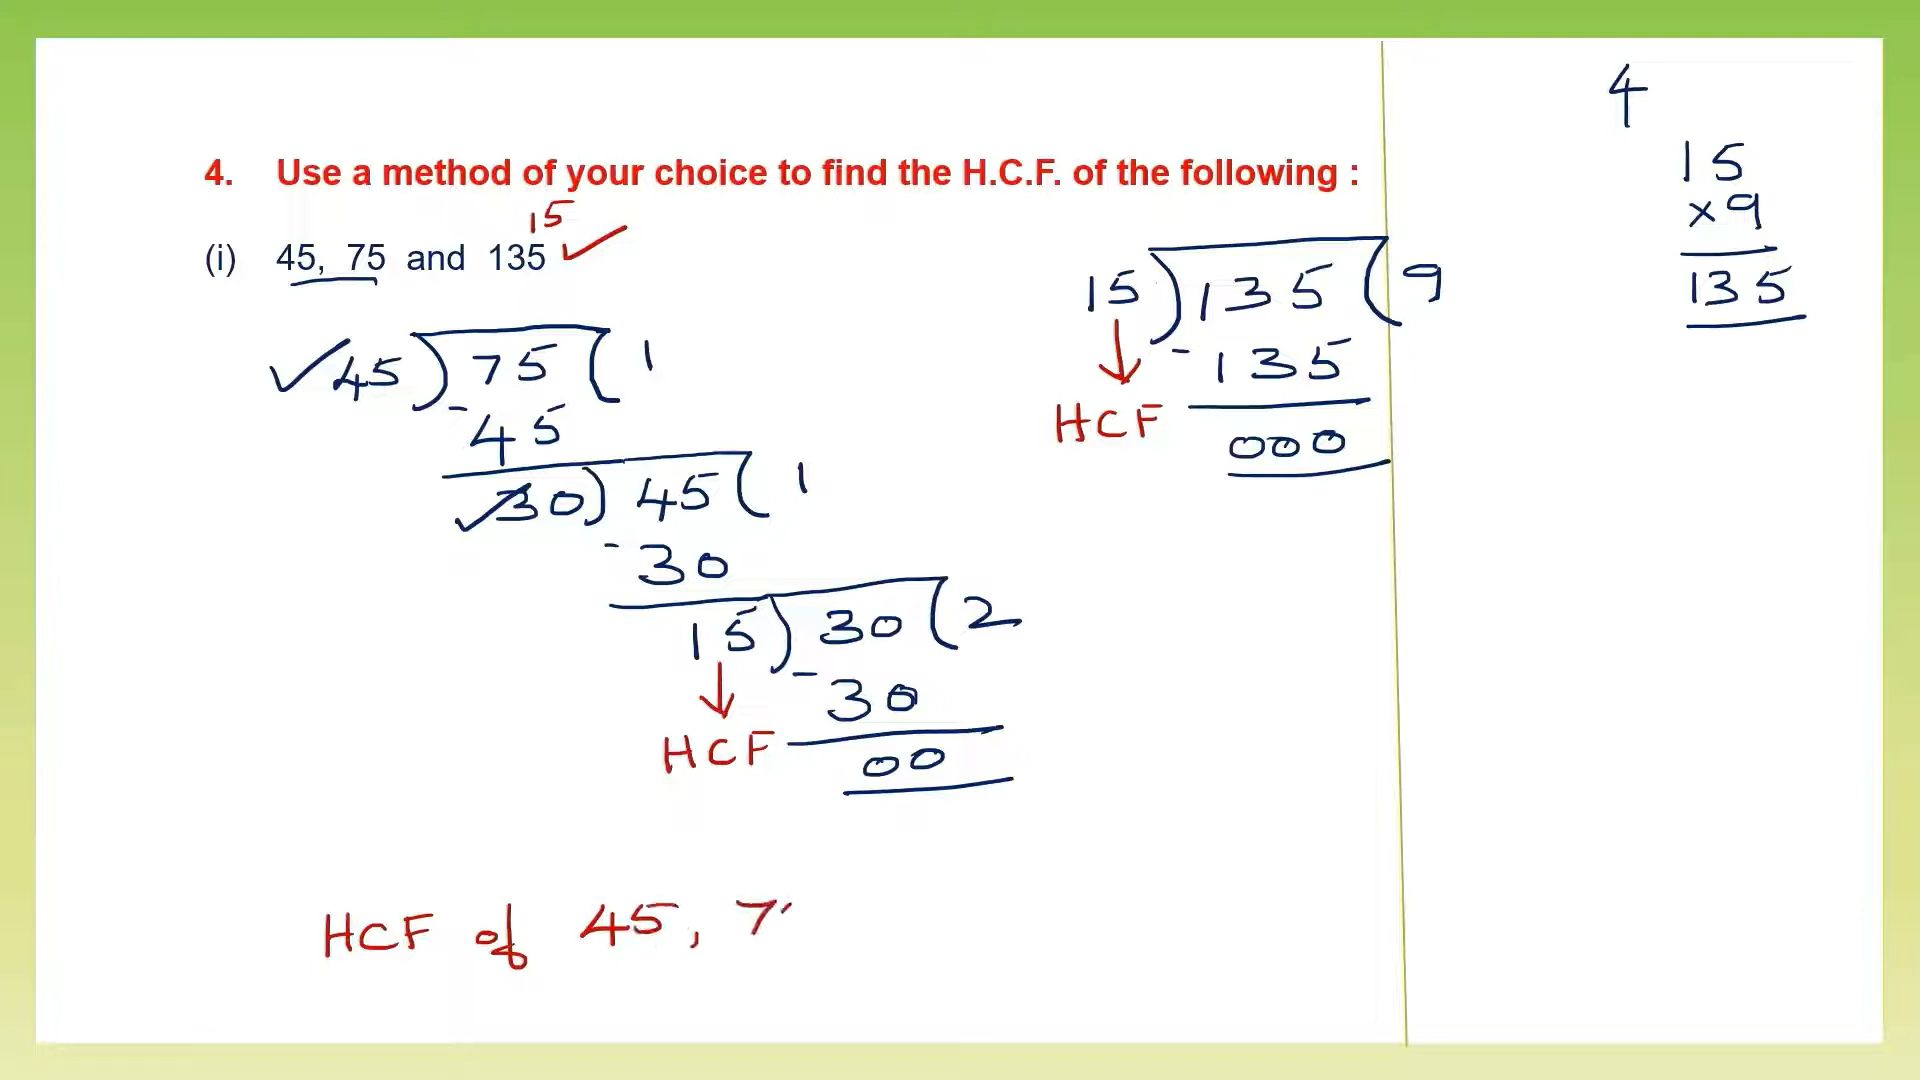 4. Use a method of your choice to find the H.C.F. of the following :
15
(i) 45, 75 and 135
45) 75 ( 1
- 45
30) 45 ( 1
- 30
15) 30 ( 2
- 30
00
HCF
15) 135 ( 9
- 135
000
HCF
4
15
× 9
135
HCF of 45, 7